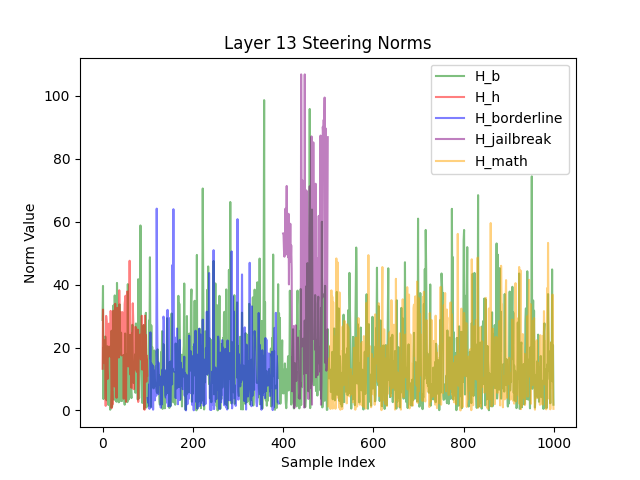 Layer 13 Steering Norms
H_b
H_h
H_borderline
H_jailbreak
H_math
Norm Value
100
80
60
40
20
0
0 200 400 600 800 1000
Sample Index